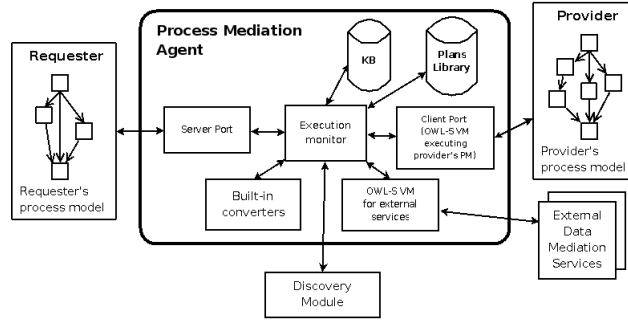 Requester
Requester's
process model
Process Mediation
Agent
KB
Plans
Library
Server Port
Execution
monitor
Client Port
(OWL-S VM
executing
provider's PM)
Built-in
converters
OWL-S VM
for external
services
Provider
Provider's
process model
External
Data
Mediation
Services
Discovery
Module